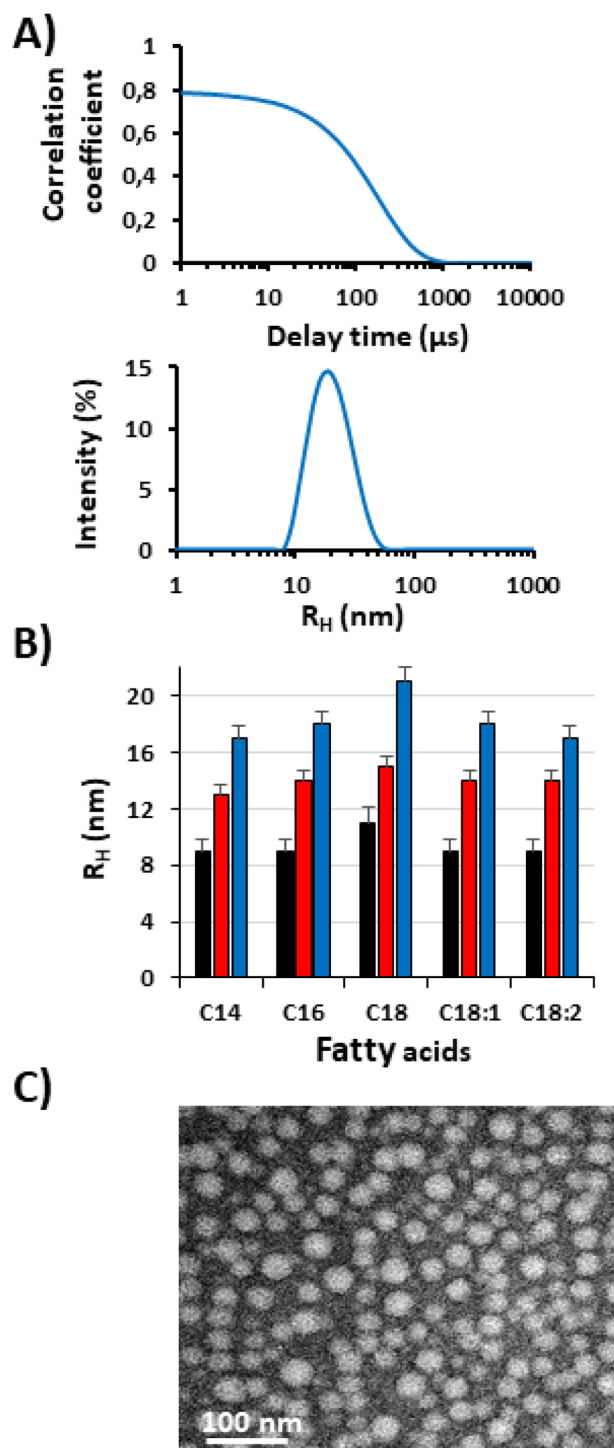 A)
Correlation
coefficient
1
0,8
0,6
0,4
0,2
0
1 10 100 1000 10000
Delay time (µs)
Intensity (%)
15
10
5
0
1 10 100 1000
R_H (nm)
B)
R_H (nm)
20
16
12
8
4
0
C14 C16 C18 C18:1 C18:2
Fatty acids
C)
100 nm